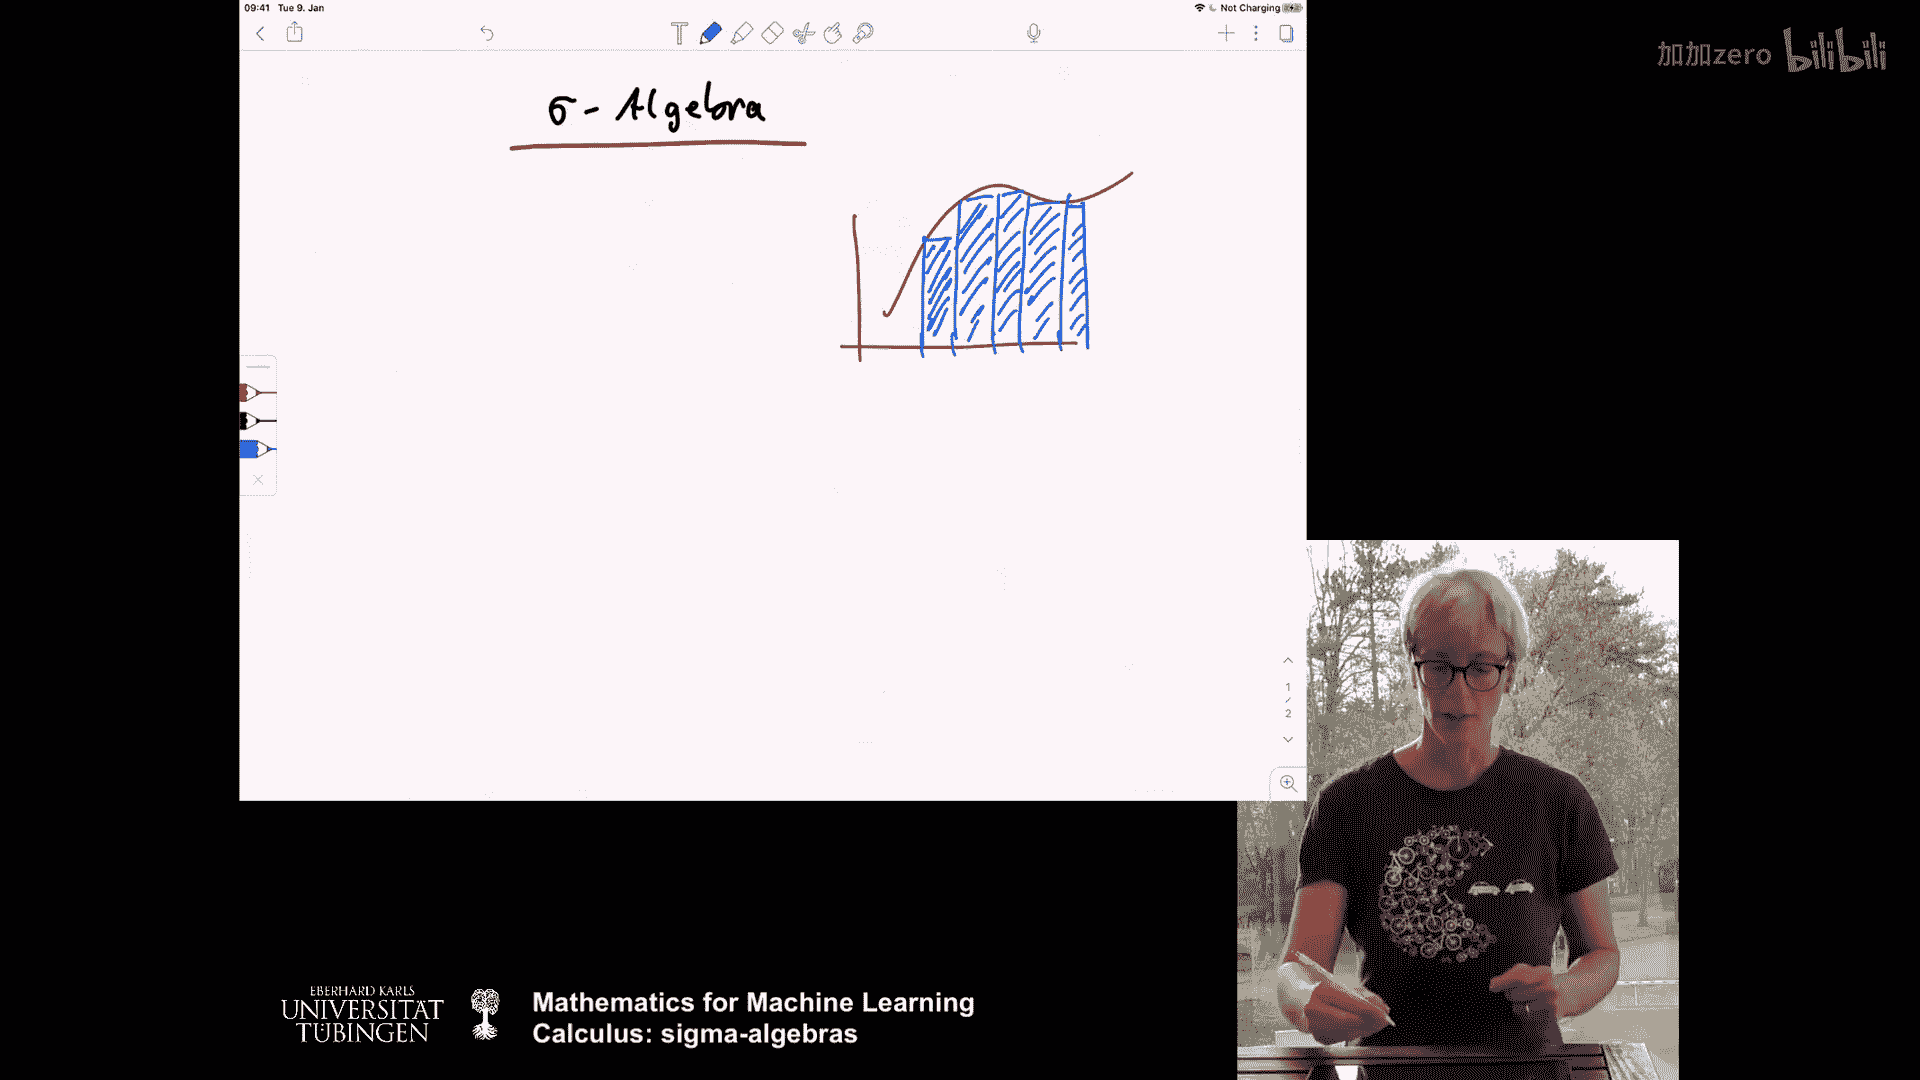 09:41 Tue 9. Jan
Not Charging
T
加加zero bilibili
σ - Algebra
1
/
2
EBERHARD KARLS
UNIVERSITÄT
TÜBINGEN
Mathematics for Machine Learning
Calculus: sigma-algebras